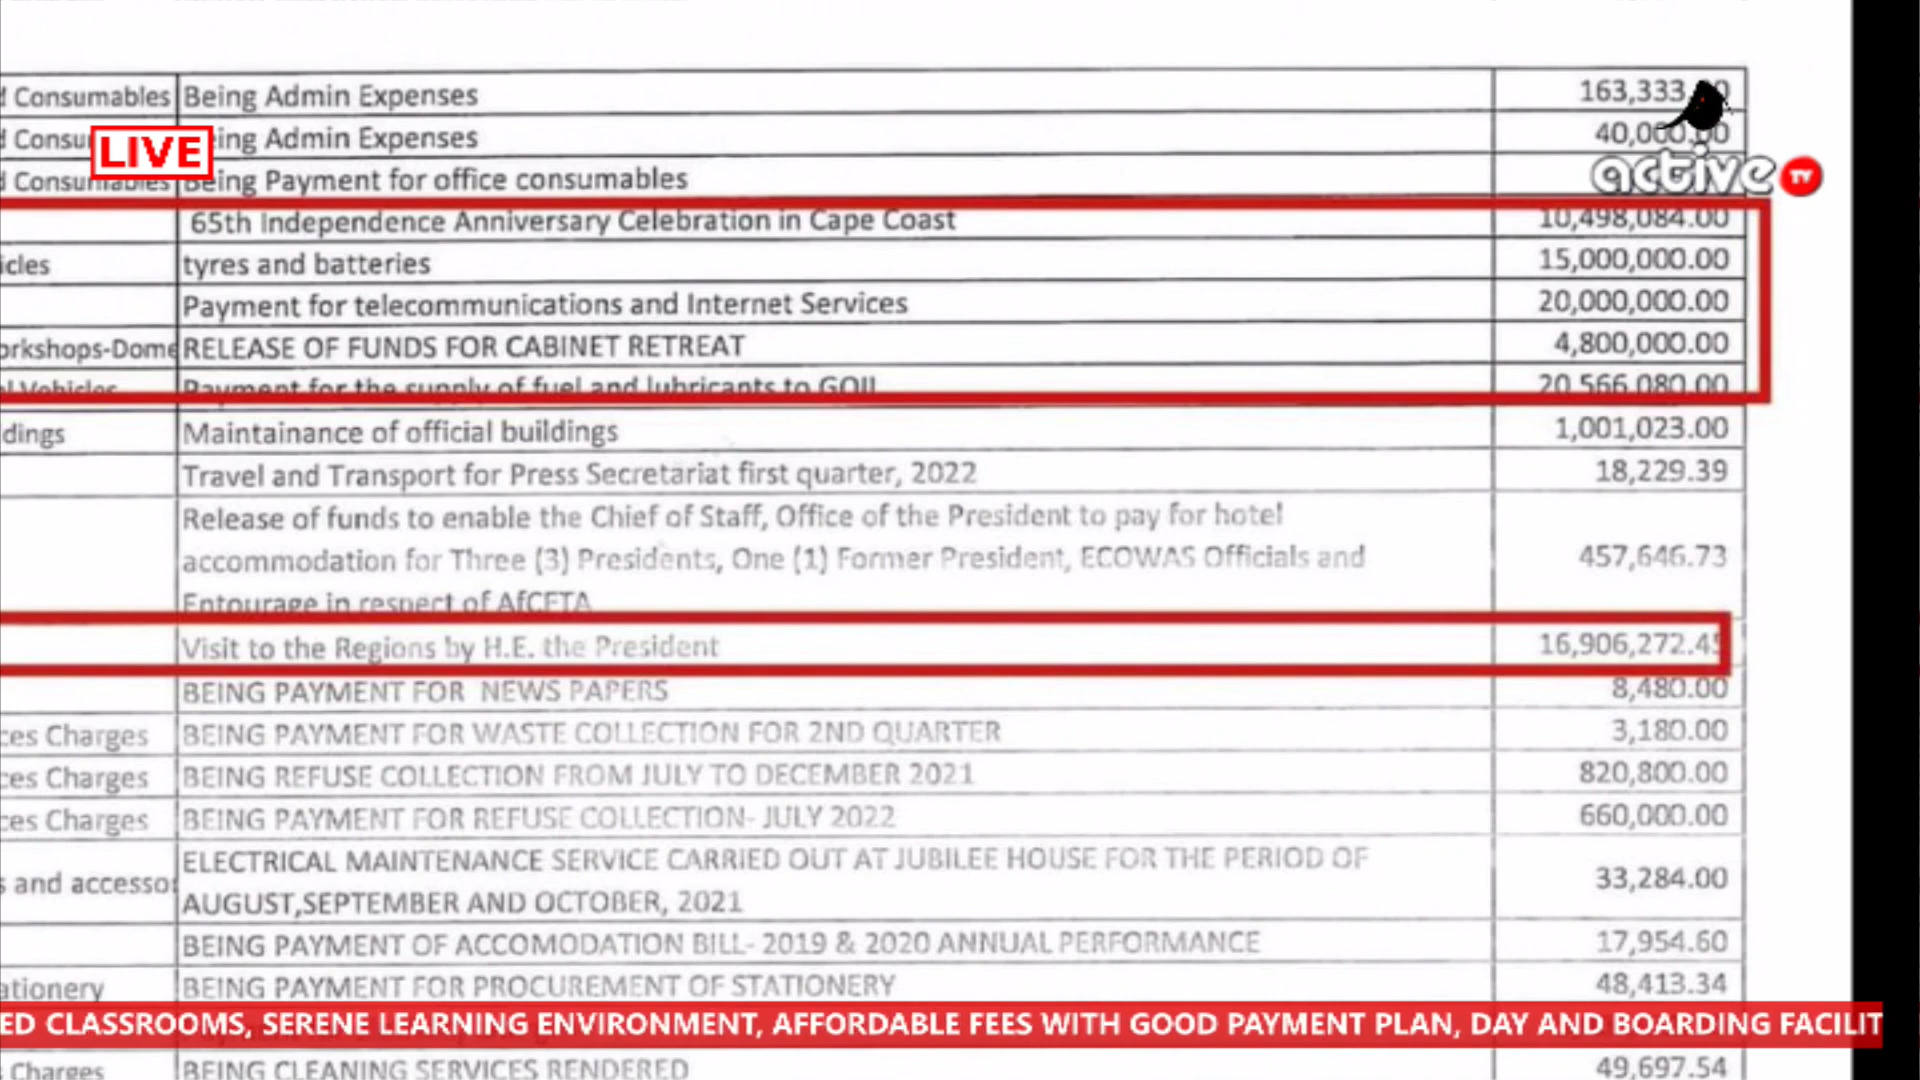 d Consumables Being Admin Expenses 163,333.
d Consu Being Admin Expenses 40,000.00
LIVE
d Consumables Being Payment for office consumables
active TV
65th Independence Anniversary Celebration in Cape Coast 10,498,084.00
icles tyres and batteries 15,000,000.00
Payment for telecommunications and Internet Services 20,000,000.00
orkshops-Dome RELEASE OF FUNDS FOR CABINET RETREAT 4,800,000.00
l Vehicles Payment for the supply of fuel and lubricants to GOIL 20,566,080.00
dings Maintainance of official buildings 1,001,023.00
Travel and Transport for Press Secretariat first quarter, 2022 18,229.39
Release of funds to enable the Chief of Staff, Office of the President to pay for hotel
accommodation for Three (3) Presidents, One (1) Former President, ECOWAS Officials and 457,646.73
Entourage in respect of AfCFTA
Visit to the Regions by H.E. the President 16,906,272.45
BEING PAYMENT FOR NEWS PAPERS 8,480.00
ces Charges BEING PAYMENT FOR WASTE COLLECTION FOR 2ND QUARTER 3,180.00
ces Charges BEING REFUSE COLLECTION FROM JULY TO DECEMBER 2021 820,800.00
ces Charges BEING PAYMENT FOR REFUSE COLLECTION- JULY 2022 660,000.00
ELECTRICAL MAINTENANCE SERVICE CARRIED OUT AT JUBILEE HOUSE FOR THE PERIOD OF
s and accessor AUGUST,SEPTEMBER AND OCTOBER, 2021 33,284.00
BEING PAYMENT OF ACCOMODATION BILL- 2019 & 2020 ANNUAL PERFORMANCE 17,954.60
ationery BEING PAYMENT FOR PROCUREMENT OF STATIONERY 48,413.34
ED CLASSROOMS, SERENE LEARNING ENVIRONMENT, AFFORDABLE FEES WITH GOOD PAYMENT PLAN, DAY AND BOARDING FACILIT
s Charges BEING CLEANING SERVICES RENDERED 49,697.54